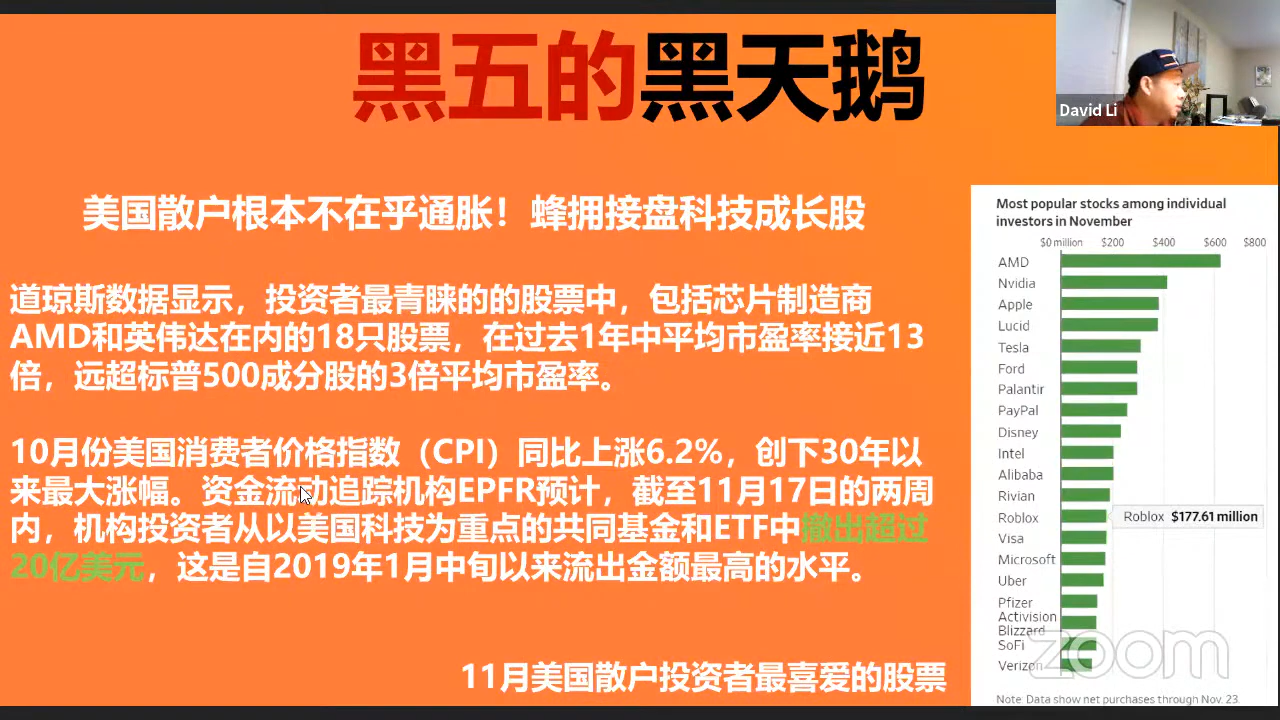 黑五的黑天鹅
David Li
美国散户根本不在乎通胀！蜂拥接盘科技成长股
道琼斯数据显示，投资者最青睐的的股票中，包括芯片制造商
AMD和英伟达在内的18只股票，在过去1年中平均市盈率接近13
倍，远超标普500成分股的3倍平均市盈率。
10月份美国消费者价格指数（CPI）同比上涨6.2%，创下30年以
来最大涨幅。资金流动追踪机构EPFR预计，截至11月17日的两周
内，机构投资者从以美国科技为重点的共同基金和ETF中撤出超过
20亿美元，这是自2019年1月中旬以来流出金额最高的水平。
11月美国散户投资者最喜爱的股票
Most popular stocks among individual
investors in November
$0 million $200 $400 $600 $800
AMD
Nvidia
Apple
Lucid
Tesla
Ford
Palantir
PayPal
Disney
Intel
Alibaba
Rivian
Roblox
Roblox $177.61 million
Visa
Microsoft
Uber
Pfizer
Activision
Blizzard
SoFi
Verizon
zoom
Note: Data show net purchases through Nov. 23.